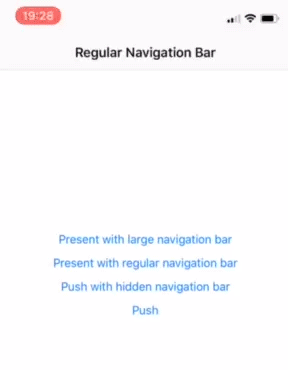 19:28
Regular Navigation Bar
Present with large navigation bar
Present with regular navigation bar
Push with hidden navigation bar
Push